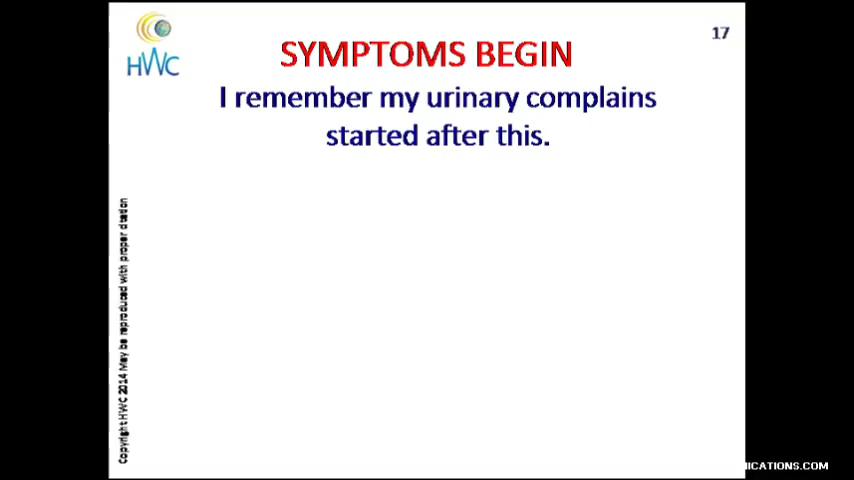 HWC
17
SYMPTOMS BEGIN
I remember my urinary complains
started after this.
Copyright HWC 2014 May be reproduced with proper citation
ICATIONS.COM